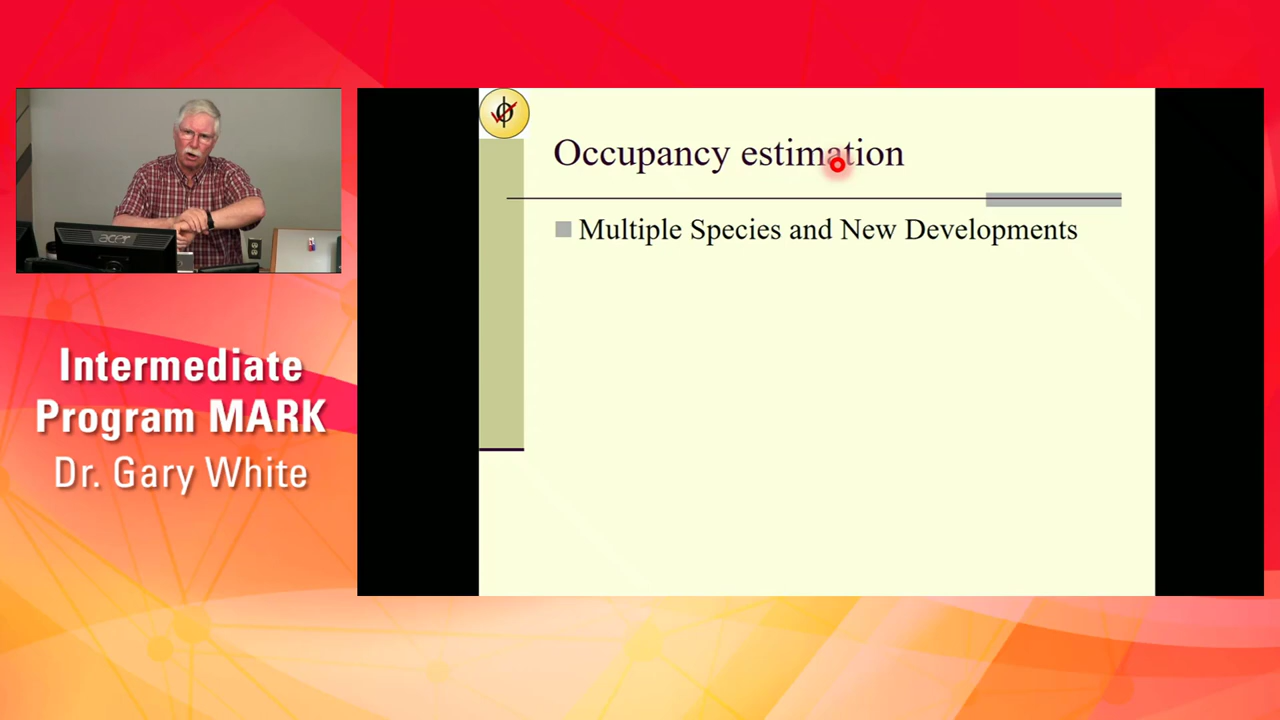 acer
Intermediate
Program MARK
Dr. Gary White
Occupancy estimation
Multiple Species and New Developments